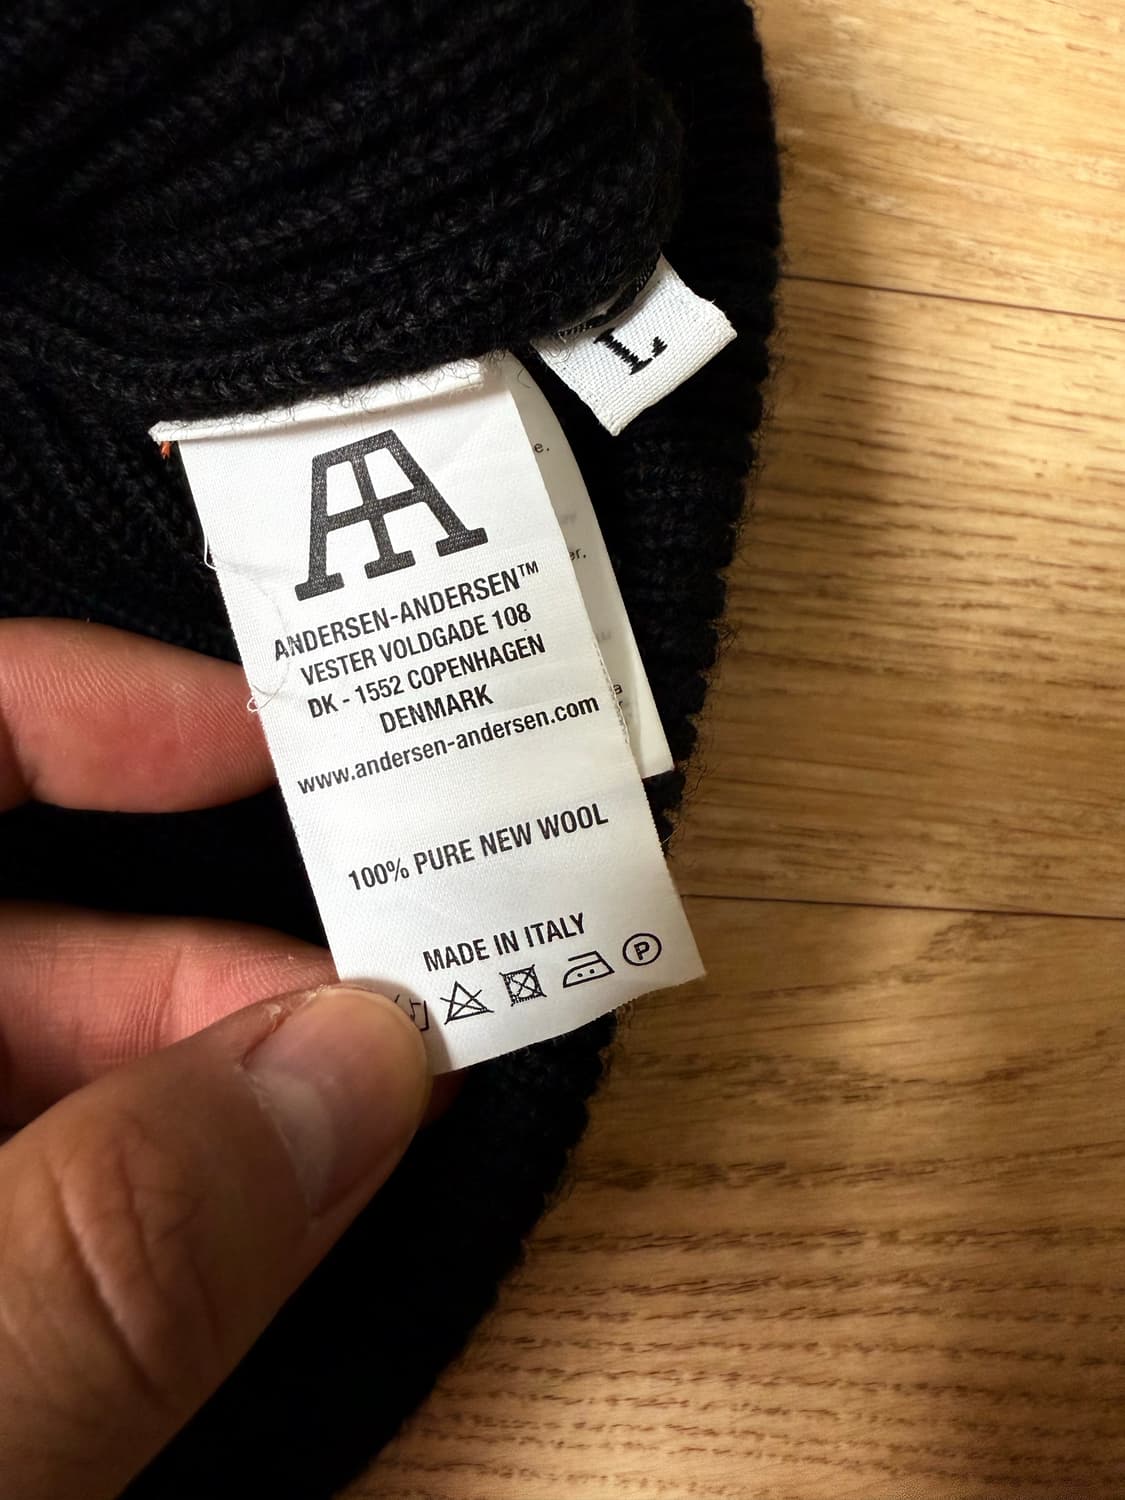 L
AA
ANDERSEN-ANDERSEN™
VESTER VOLDGADE 108
DK - 1552 COPENHAGEN
DENMARK
www.andersen-andersen.com
100% PURE NEW WOOL
MADE IN ITALY
P